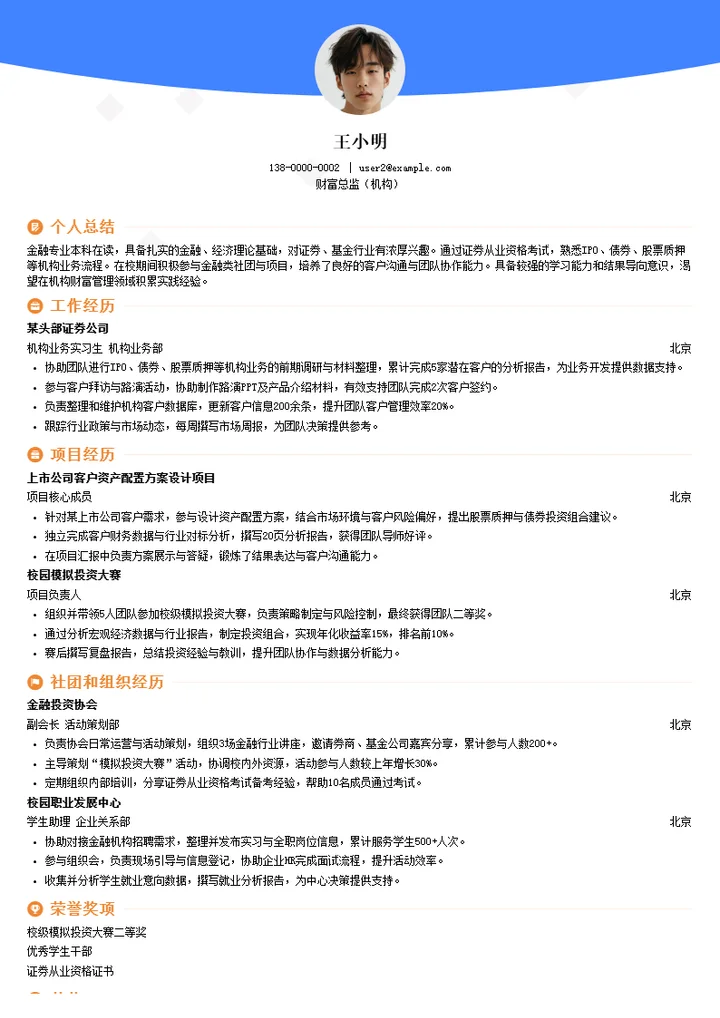 王小明
138-0000-0002 | user2@example.com
财富总监（机构）
个人总结
金融专业本科在读，具备扎实的金融、经济理论基础，对证券、基金行业有浓厚兴趣。通过证券从业资格考试，熟悉IPO、债券、股票质押
等机构业务流程。在校期间积极参与金融类社团与项目，培养了良好的客户沟通与团队协作能力。具备较强的学习能力和结果导向意识，渴
望在机构财富管理领域积累实践经验。
工作经历
某头部证券公司
机构业务实习生 机构业务部 北京
• 协助团队进行IPO、债券、股票质押等机构业务的前期调研与材料整理，累计完成5家潜在客户的分析报告，为业务开发提供数据支持。
• 参与客户拜访与路演活动，协助制作路演PPT及产品介绍材料，有效支持团队完成2次客户签约。
• 负责整理和维护机构客户数据库，更新客户信息200余条，提升团队客户管理效率20%。
• 跟踪行业政策与市场动态，每周撰写市场周报，为团队决策提供参考。
项目经历
上市公司客户资产配置方案设计项目
项目核心成员 北京
• 针对某上市公司客户需求，参与设计资产配置方案，结合市场环境与客户风险偏好，提出股票质押与债券投资组合建议。
• 独立完成客户财务数据与行业对标分析，撰写20页分析报告，获得团队导师好评。
• 在项目汇报中负责方案展示与答疑，锻炼了结果表达与客户沟通能力。
校园模拟投资大赛
项目负责人 北京
• 组织并带领5人团队参加校级模拟投资大赛，负责策略制定与风险控制，最终获得团队二等奖。
• 通过分析宏观经济数据与行业报告，制定投资组合，实现年化收益率15%，排名前10%。
• 赛后撰写复盘报告，总结投资经验与教训，提升团队协作与数据分析能力。
社团和组织经历
金融投资协会
副会长 活动策划部 北京
• 负责协会日常运营与活动策划，组织3场金融行业讲座，邀请券商、基金公司嘉宾分享，累计参与人数200+。
• 主导策划“模拟投资大赛”活动，协调校内外资源，活动参与人数较上年增长30%。
• 定期组织内部培训，分享证券从业资格考试备考经验，帮助10名成员通过考试。
校园职业发展中心
学生助理 企业关系部 北京
• 协助对接金融机构招聘需求，整理并发布实习与全职岗位信息，累计服务学生500+人次。
• 参与组织会，负责现场引导与信息登记，协助企业HR完成面试流程，提升活动效率。
• 收集并分析学生就业意向数据，撰写就业分析报告，为中心决策提供支持。
荣誉奖项
校级模拟投资大赛二等奖
优秀学生干部
证券从业资格证书